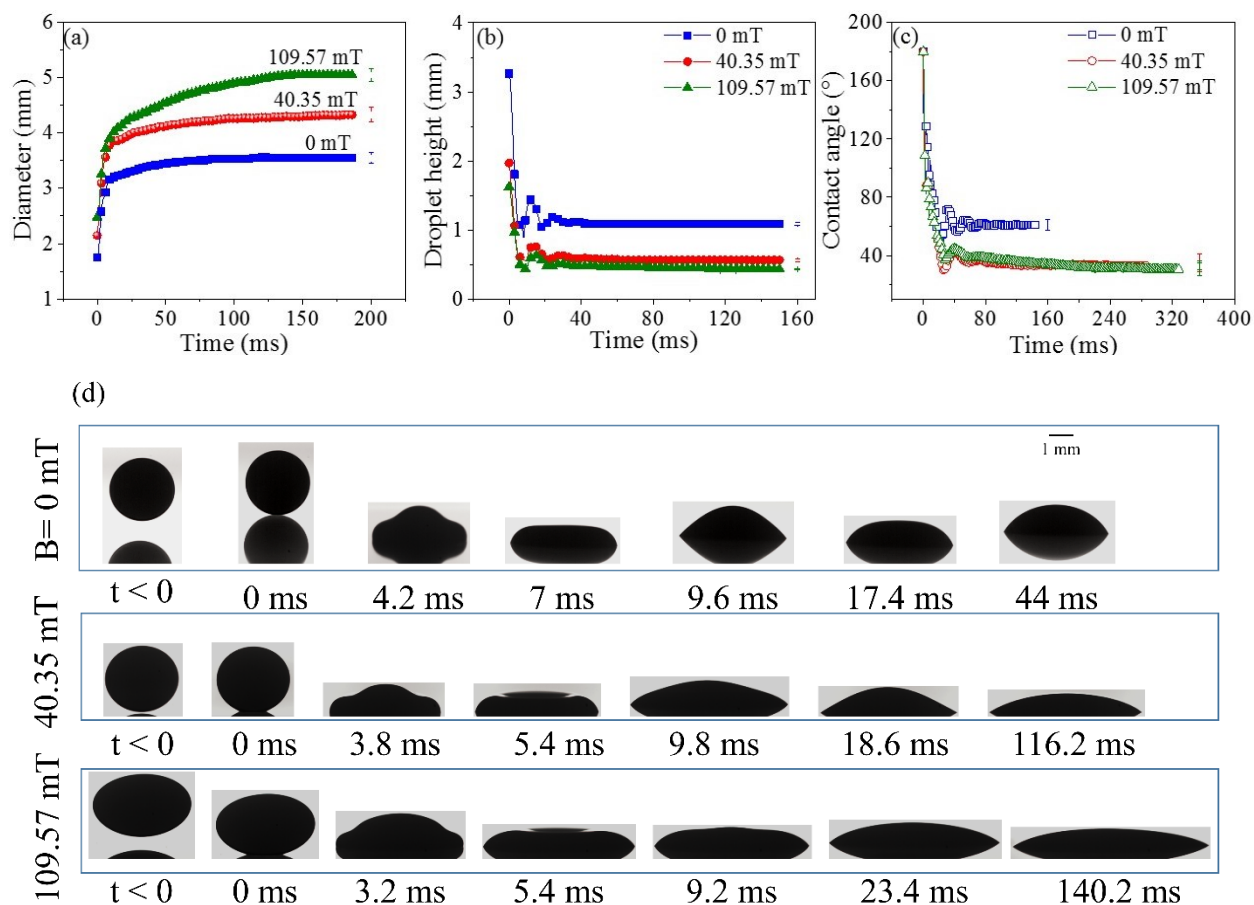 (a)
Diameter (mm)
6
5
4
3
2
1
109.57 mT
40.35 mT
0 mT
0 50 100 150 200
Time (ms)
(b)
Droplet height (mm)
4
3
2
1
0
0 mT
40.35 mT
109.57 mT
0 40 80 120 160
Time (ms)
(c)
Contact angle (°)
200
160
120
80
40
0 mT
40.35 mT
109.57 mT
0 80 160 240 320 400
Time (ms)
(d)
B= 0 mT
1 mm
t < 0 0 ms 4.2 ms 7 ms 9.6 ms 17.4 ms 44 ms
40.35 mT
t < 0 0 ms 3.8 ms 5.4 ms 9.8 ms 18.6 ms 116.2 ms
109.57 mT
t < 0 0 ms 3.2 ms 5.4 ms 9.2 ms 23.4 ms 140.2 ms